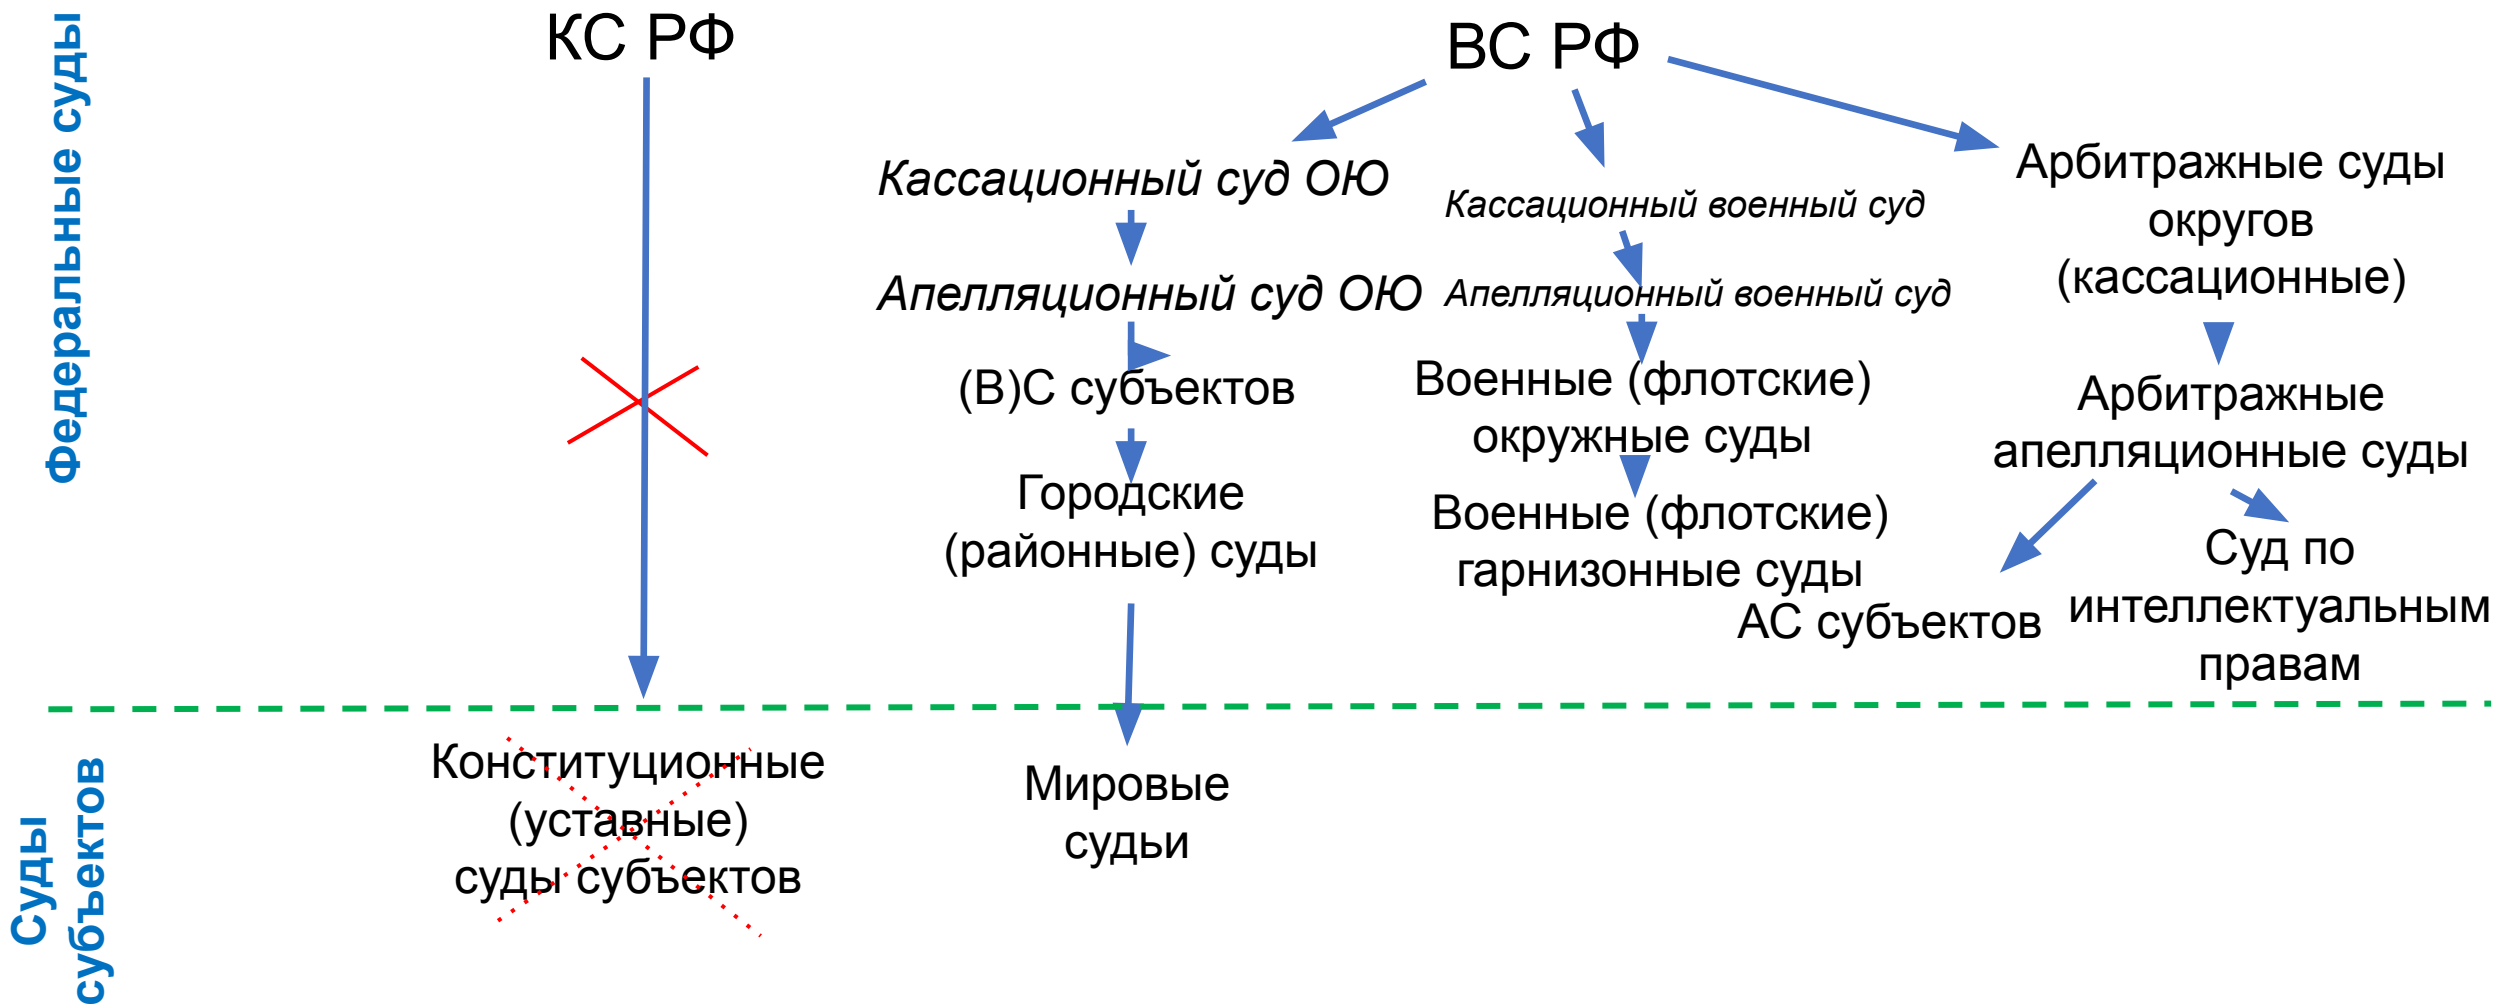 Федеральные суды
КС РФ
ВС РФ
Кассационный суд ОЮ
Апелляционный суд ОЮ
(В)С субъектов
Городские
(районные) суды
Кассационный военный суд
Апелляционный военный суд
Военные (флотские)
окружные суды
Военные (флотские)
гарнизонные суды
Арбитражные суды
округов
(кассационные)
Арбитражные
апелляционные суды
АС субъектов
Суд по
интеллектуальным
правам
Суды
субъектов
Конституционные
(уставные)
суды субъектов
Мировые
судьи